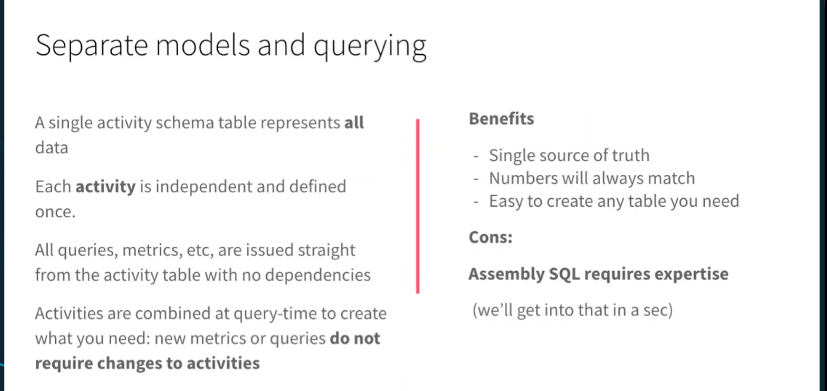 Separate models and querying
A single activity schema table represents all
data
Each activity is independent and defined
once.
All queries, metrics, etc, are issued straight
from the activity table with no dependencies
Activities are combined at query-time to create
what you need: new metrics or queries do not
require changes to activities
Benefits
- Single source of truth
- Numbers will always match
- Easy to create any table you need
Cons:
Assembly SQL requires expertise
(we'll get into that in a sec)